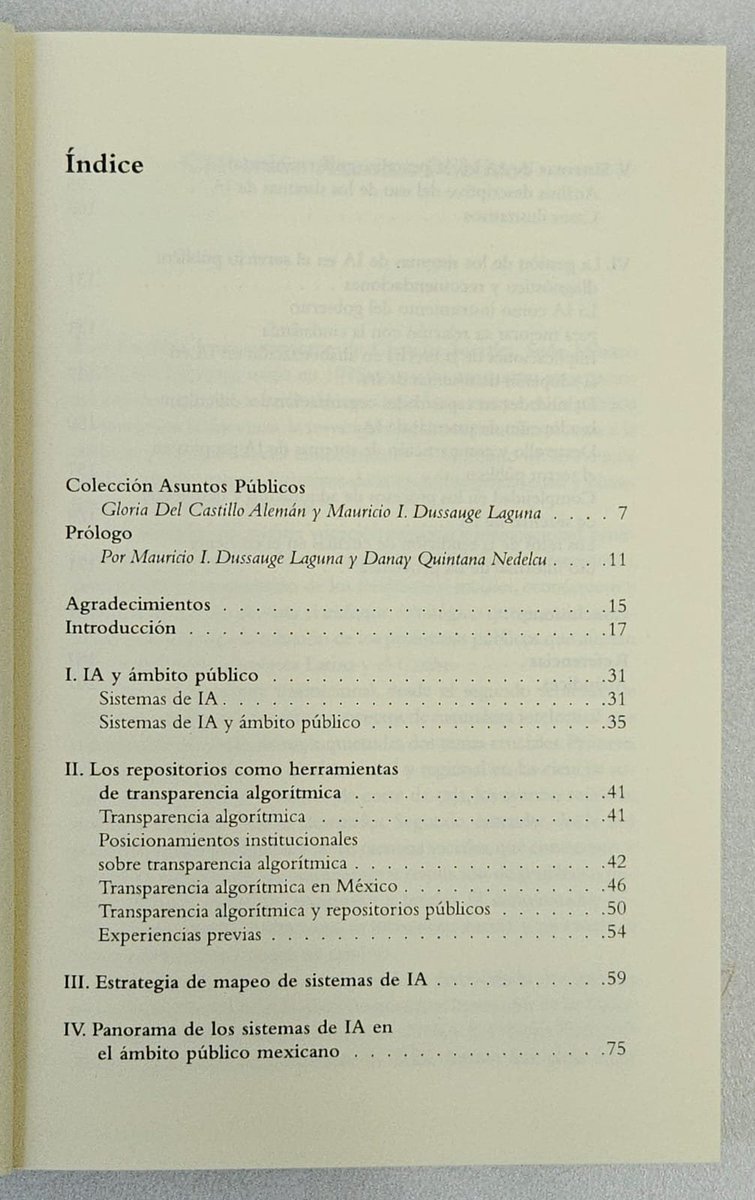 Índice
Colección Asuntos Públicos
Gloria Del Castillo Alemán y Mauricio I. Dussauge Laguna . . . . 7
Prólogo
Por Mauricio I. Dussauge Laguna y Danay Quintana Nedelcu . . . .11
Agradecimientos . . . . . . . . . . . . . . . . . . . . . . . . . . . .15
Introducción . . . . . . . . . . . . . . . . . . . . . . . . . . . . . . .17
I. IA y ámbito público . . . . . . . . . . . . . . . . . . . . . . . . .31
Sistemas de IA . . . . . . . . . . . . . . . . . . . . . . . . . . . .31
Sistemas de IA y ámbito público . . . . . . . . . . . . . . . . . .35
II. Los repositorios como herramientas
de transparencia algorítmica . . . . . . . . . . . . . . . . . . .41
Transparencia algorítmica . . . . . . . . . . . . . . . . . . . . .41
Posicionamientos institucionales
sobre transparencia algorítmica . . . . . . . . . . . . . . . . . . .42
Transparencia algorítmica en México . . . . . . . . . . . . . . .46
Transparencia algorítmica y repositorios públicos . . . . . . .50
Experiencias previas . . . . . . . . . . . . . . . . . . . . . . . . .54
III. Estrategia de mapeo de sistemas de IA . . . . . . . . . . . . .59
IV. Panorama de los sistemas de IA en
el ámbito público mexicano . . . . . . . . . . . . . . . . . . .75